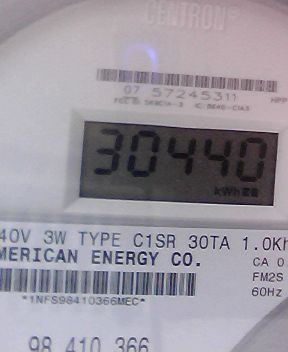 CENTRON®
07 57245311
30440
kWh
40V 3W TYPE C1SR 30TA 1.0Kh
MERICAN ENERGY CO.
CA 0.
FM2S
60Hz
*1NFS98410366MEC*
98 410 366